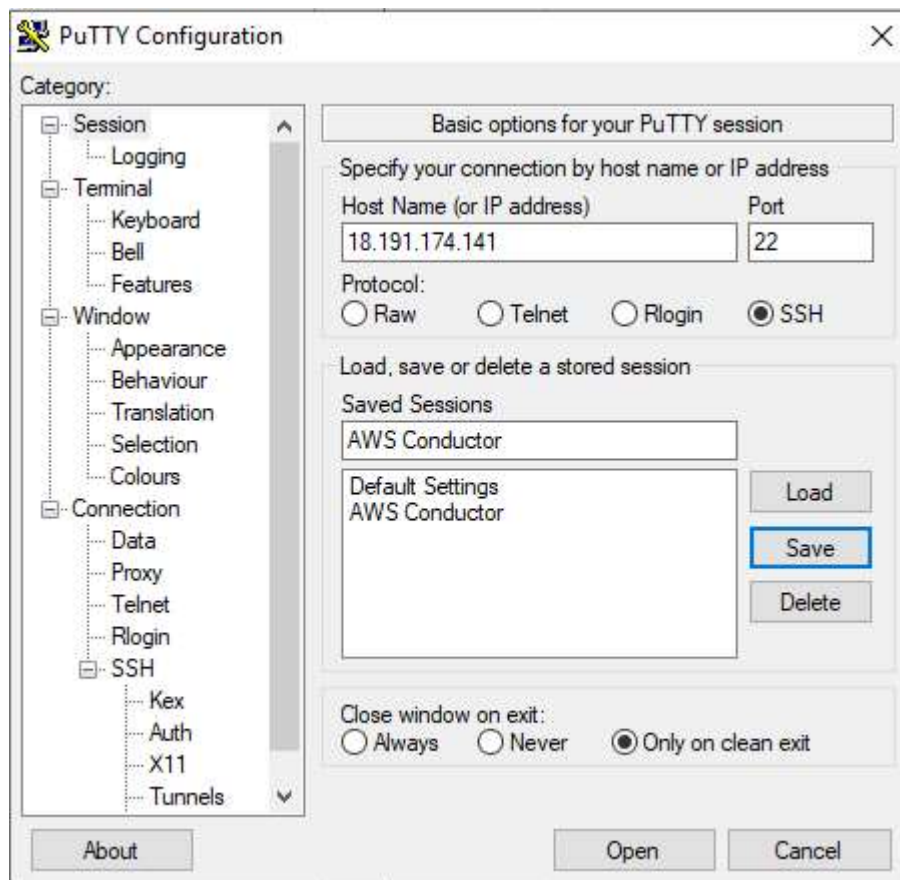 PuTTY Configuration
Category:
Session
Logging
Terminal
Keyboard
Bell
Features
Window
Appearance
Behaviour
Translation
Selection
Colours
Connection
Data
Proxy
Telnet
Rlogin
SSH
Kex
Auth
X11
Tunnels
Basic options for your PuTTY session
Specify your connection by host name or IP address
Host Name (or IP address) Port
18.191.174.141 22
Protocol:
Raw Telnet Rlogin SSH
Load, save or delete a stored session
Saved Sessions
AWS Conductor
Default Settings
AWS Conductor
Load
Save
Delete
Close window on exit:
Always Never Only on clean exit
About Open Cancel